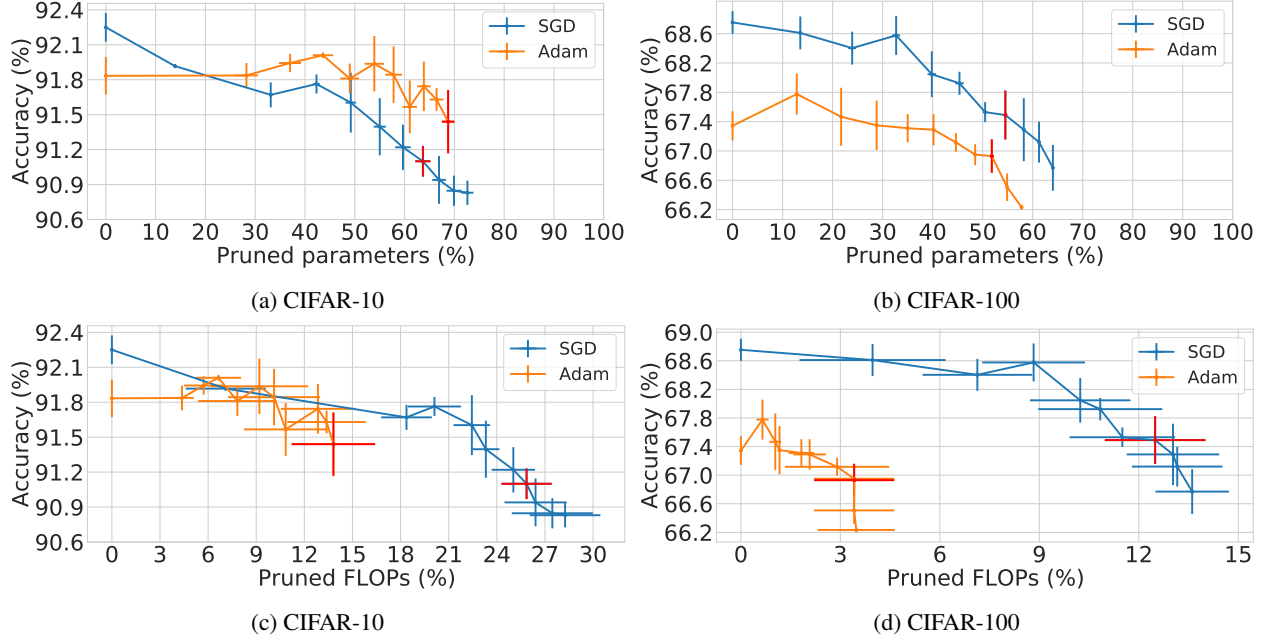 92.4
92.1
91.8
91.5
91.2
90.9
90.6
Accuracy (%)
SGD
Adam
0 10 20 30 40 50 60 70 80 90 100
Pruned parameters (%)
(a) CIFAR-10
68.6
68.2
67.8
67.4
67.0
66.6
66.2
Accuracy (%)
SGD
Adam
0 10 20 30 40 50 60 70 80 90 100
Pruned parameters (%)
(b) CIFAR-100
92.4
92.1
91.8
91.5
91.2
90.9
90.6
Accuracy (%)
SGD
Adam
0 3 6 9 12 15 18 21 24 27 30
Pruned FLOPs (%)
(c) CIFAR-10
69.0
68.6
68.2
67.8
67.4
67.0
66.6
66.2
Accuracy (%)
SGD
Adam
0 3 6 9 12 15
Pruned FLOPs (%)
(d) CIFAR-100